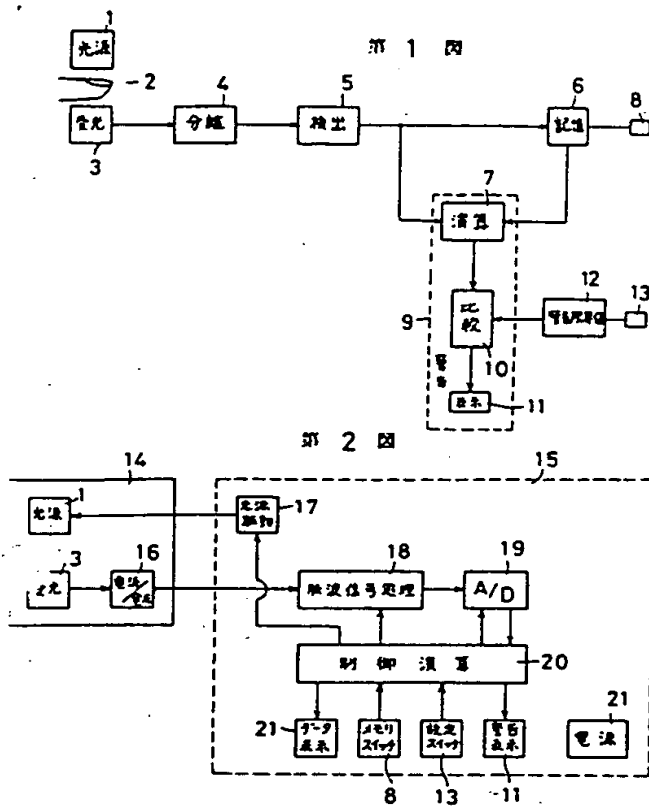 第 1 図
1
光源
2
受光
3
4
分離
5
検出
6
記憶
8
7
演算
9
比較
10
12
13
警告
表示
11
第 2 図
14
15
1
光源
17
光源
駆動
3
受光
16
電流
/電圧
18
脈波信号処理
19
A/D
制御演算
20
21
データ
表示
メモリ
スイッチ
8
設定
スイッチ
13
警告
表示
11
21
電源